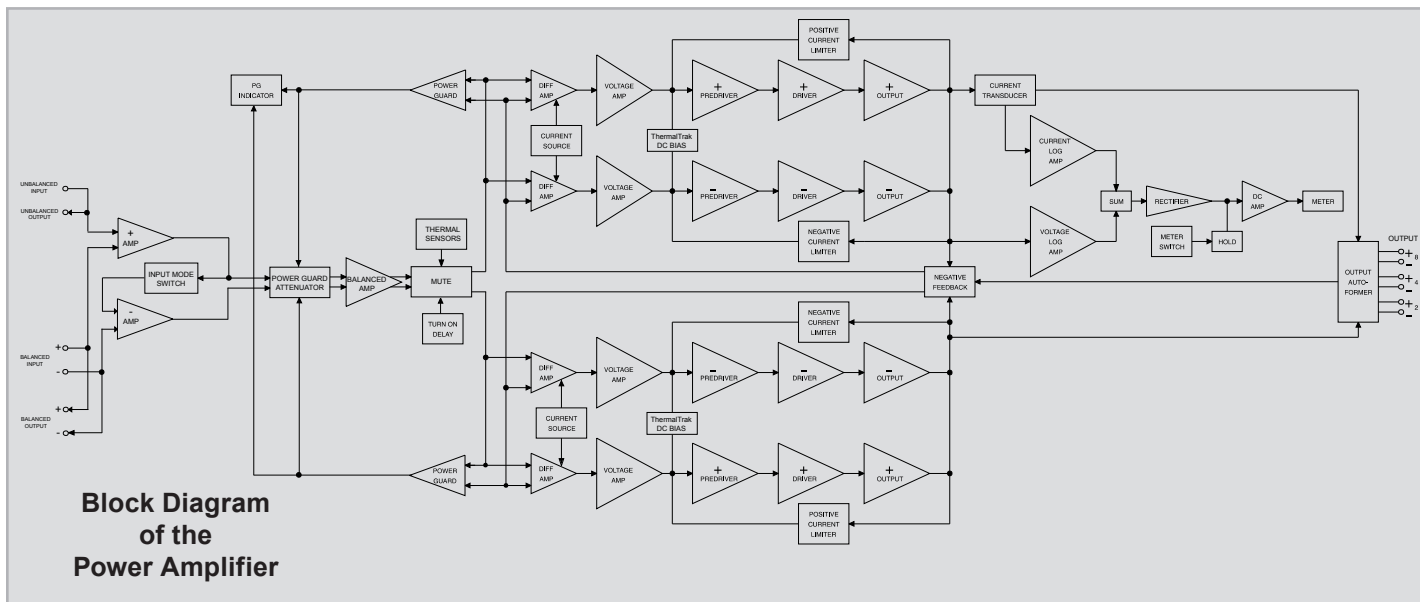 POSITIVE
CURRENT
LIMITER
PG
INDICATOR
POWER
GUARD
DIFF
AMP
VOLTAGE
AMP
+
PREDRIVER
+
DRIVER
+
OUTPUT
CURRENT
TRANSDUCER
CURRENT
SOURCE
ThermalTrak
DC BIAS
CURRENT
LOG
AMP
UNBALANCED
INPUT
UNBALANCED
OUTPUT
DIFF
AMP
VOLTAGE
AMP
-
PREDRIVER
-
DRIVER
-
OUTPUT
SUM
RECTIFIER
DC
AMP
METER
+
AMP
THERMAL
SENSORS
NEGATIVE
CURRENT
LIMITER
VOLTAGE
LOG
AMP
METER
SWITCH
HOLD
INPUT MODE
SWITCH
POWER GUARD
ATTENUATOR
BALANCED
AMP
MUTE
NEGATIVE
FEEDBACK
OUTPUT
AUTO-
FORMER
OUTPUT
+
-
8
+
-
4
+
-
2
-
AMP
TURN ON
DELAY
NEGATIVE
CURRENT
LIMITER
+
BALANCED
INPUT
-
DIFF
AMP
VOLTAGE
AMP
-
PREDRIVER
-
DRIVER
-
OUTPUT
+
BALANCED
OUTPUT
-
CURRENT
SOURCE
ThermalTrak
DC BIAS
POWER
GUARD
DIFF
AMP
VOLTAGE
AMP
+
PREDRIVER
+
DRIVER
+
OUTPUT
POSITIVE
CURRENT
LIMITER
Block Diagram
of the
Power Amplifier